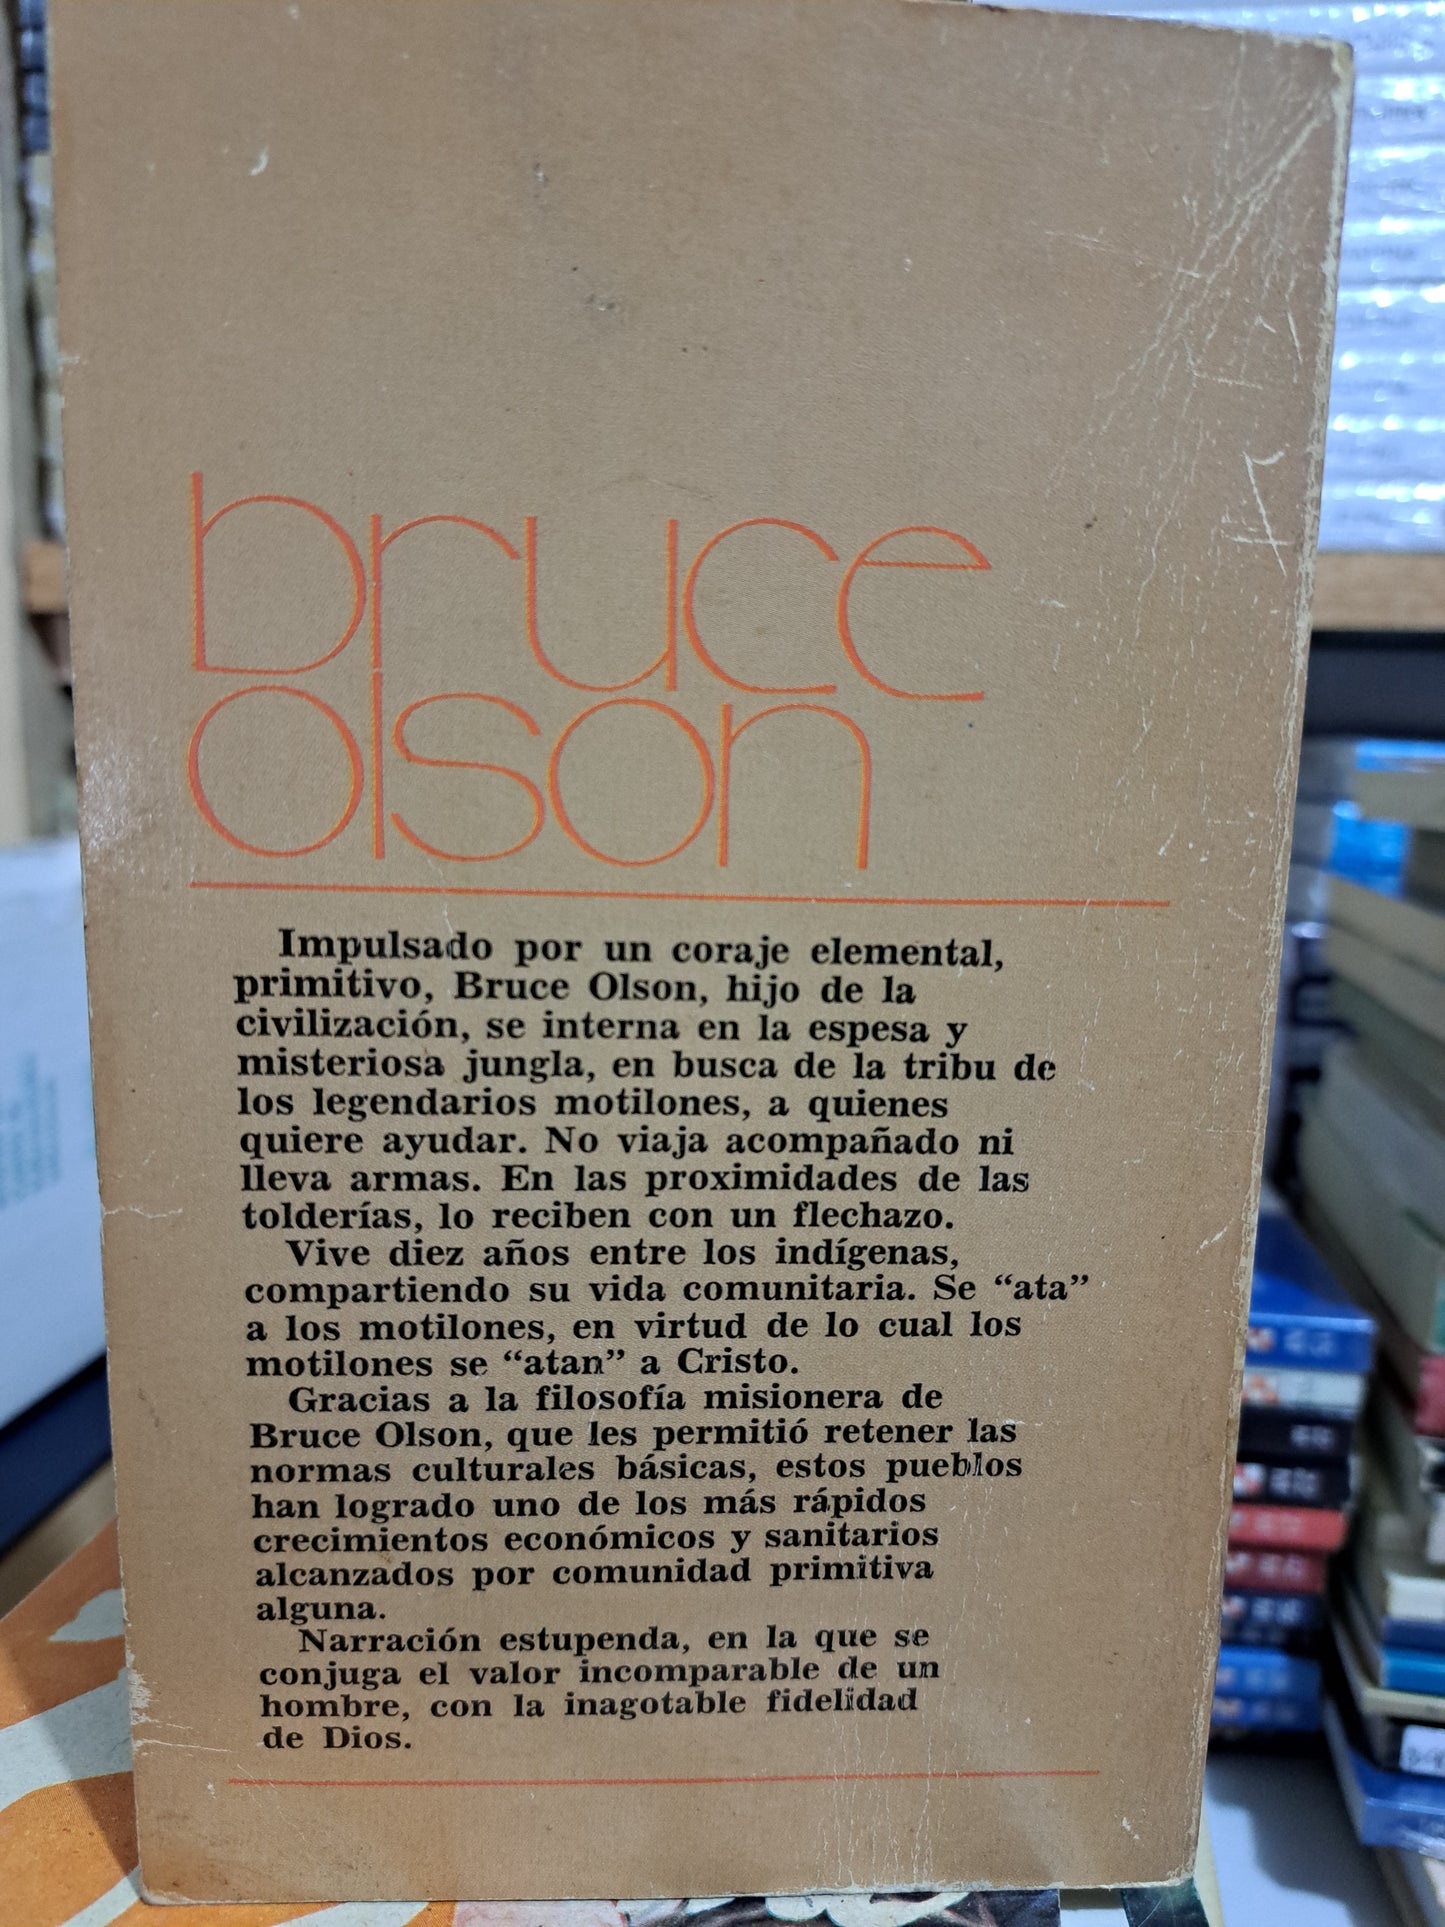 bruce
olson
Impulsado por un coraje elemental,
primitivo, Bruce Olson, hijo de la
civilización, se interna en la espesa y
misteriosa jungla, en busca de la tribu de
los legendarios motilones, a quienes
quiere ayudar. No viaja acompañado ni
lleva armas. En las proximidades de las
tolderías, lo reciben con un flechazo.
Vive diez años entre los indígenas,
compartiendo su vida comunitaria. Se “ata”
a los motilones, en virtud de lo cual los
motilones se “atan” a Cristo.
Gracias a la filosofía misionera de
Bruce Olson, que les permitió retener las
normas culturales básicas, estos pueblos
han logrado uno de los más rápidos
crecimientos económicos y sanitarios
alcanzados por comunidad primitiva
alguna.
Narración estupenda, en la que se
conjuga el valor incomparable de un
hombre, con la inagotable fidelidad
de Dios.